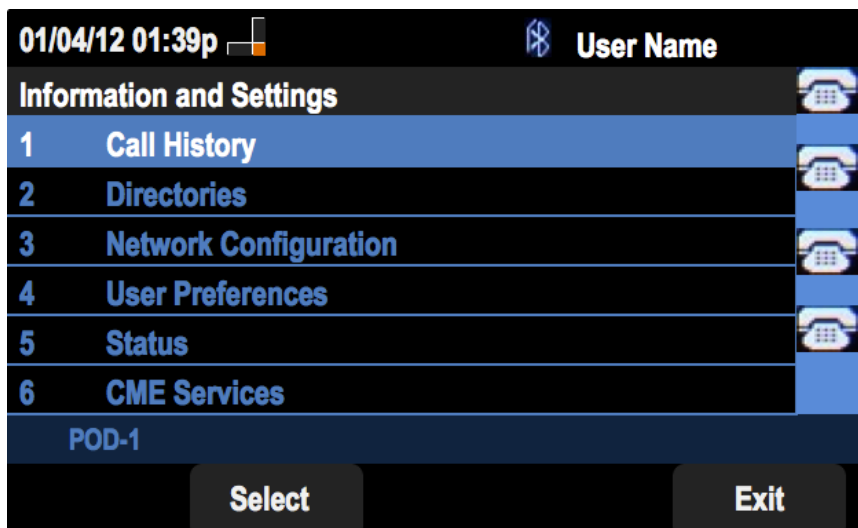 01/04/12 01:39p User Name
Information and Settings
1 Call History
2 Directories
3 Network Configuration
4 User Preferences
5 Status
6 CME Services
POD-1
Select Exit